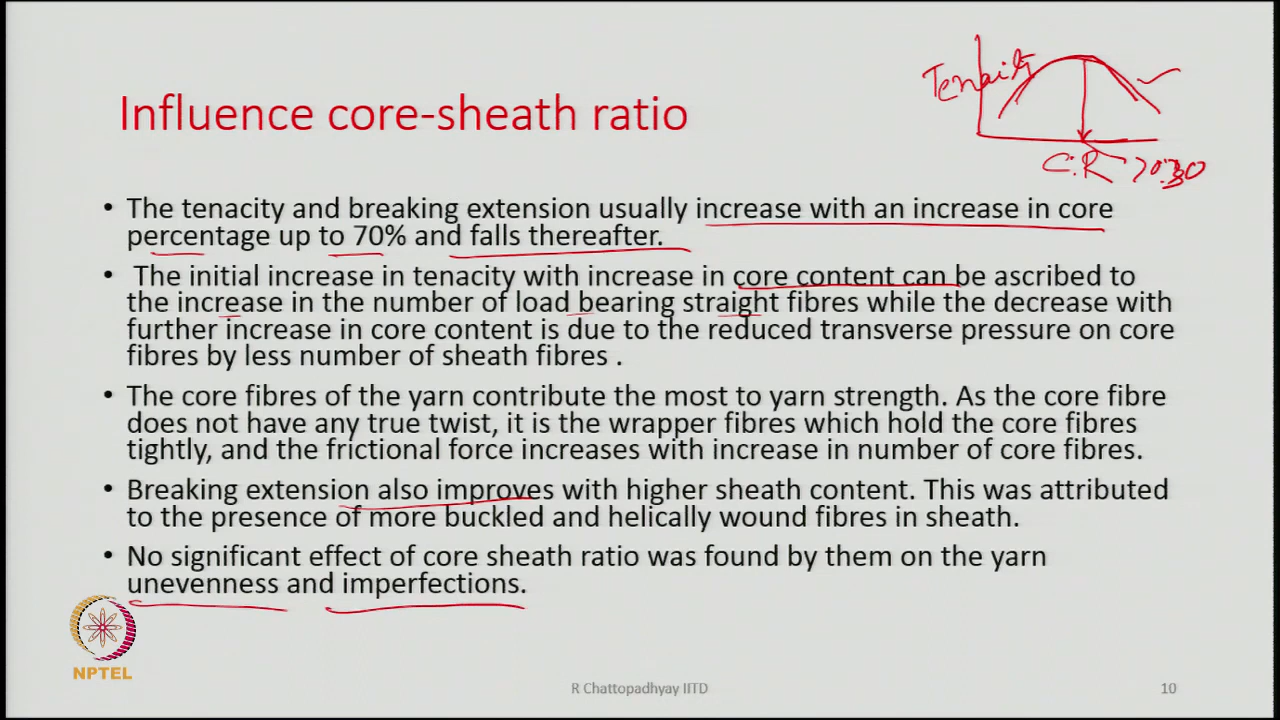 Tenacity
C.R 70:30
Influence core-sheath ratio
• The tenacity and breaking extension usually increase with an increase in core
percentage up to 70% and falls thereafter.
• The initial increase in tenacity with increase in core content can be ascribed to
the increase in the number of load bearing straight fibres while the decrease with
further increase in core content is due to the reduced transverse pressure on core
fibres by less number of sheath fibres .
• The core fibres of the yarn contribute the most to yarn strength. As the core fibre
does not have any true twist, it is the wrapper fibres which hold the core fibres
tightly, and the frictional force increases with increase in number of core fibres.
• Breaking extension also improves with higher sheath content. This was attributed
to the presence of more buckled and helically wound fibres in sheath.
• No significant effect of core sheath ratio was found by them on the yarn
unevenness and imperfections.
NPTEL
R Chattopadhyay IITD
10